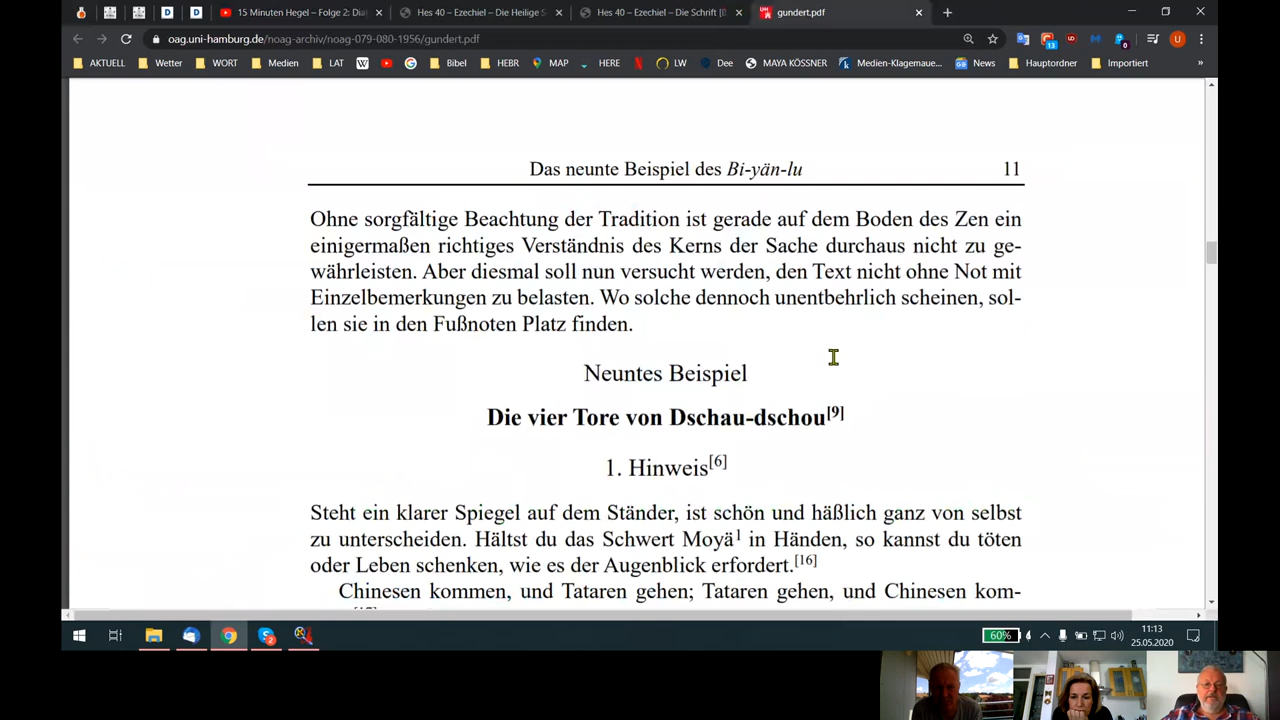 15 Minuten Hegel – Folge 2: Dia
Hes 40 – Ezechiel – Die Heilige S
Hes 40 – Ezechiel – Die Schrift [
gundert.pdf
oag.uni-hamburg.de/noag-archiv/noag-079-080-1956/gundert.pdf
AKTUELL Wetter WORT Medien LAT Bibel HEBR MAP HERE LW Dee MAYA KÖSSNER Medien-Klagemaue... News Hauptordner Importiert
Das neunte Beispiel des Bi-yän-lu 11
Ohne sorgfältige Beachtung der Tradition ist gerade auf dem Boden des Zen ein
einigermaßen richtiges Verständnis des Kerns der Sache durchaus nicht zu ge-
währleisten. Aber diesmal soll nun versucht werden, den Text nicht ohne Not mit
Einzelbemerkungen zu belasten. Wo solche dennoch unentbehrlich scheinen, sol-
len sie in den Fußnoten Platz finden.
Neuntes Beispiel
Die vier Tore von Dschau-dschou[9]
1. Hinweis[6]
Steht ein klarer Spiegel auf dem Ständer, ist schön und häßlich ganz von selbst
zu unterscheiden. Hältst du das Schwert Moyä1 in Händen, so kannst du töten
oder Leben schenken, wie es der Augenblick erfordert.[16]
Chinesen kommen, und Tataren gehen; Tataren gehen, und Chinesen kom-
60%
11:13
25.05.2020